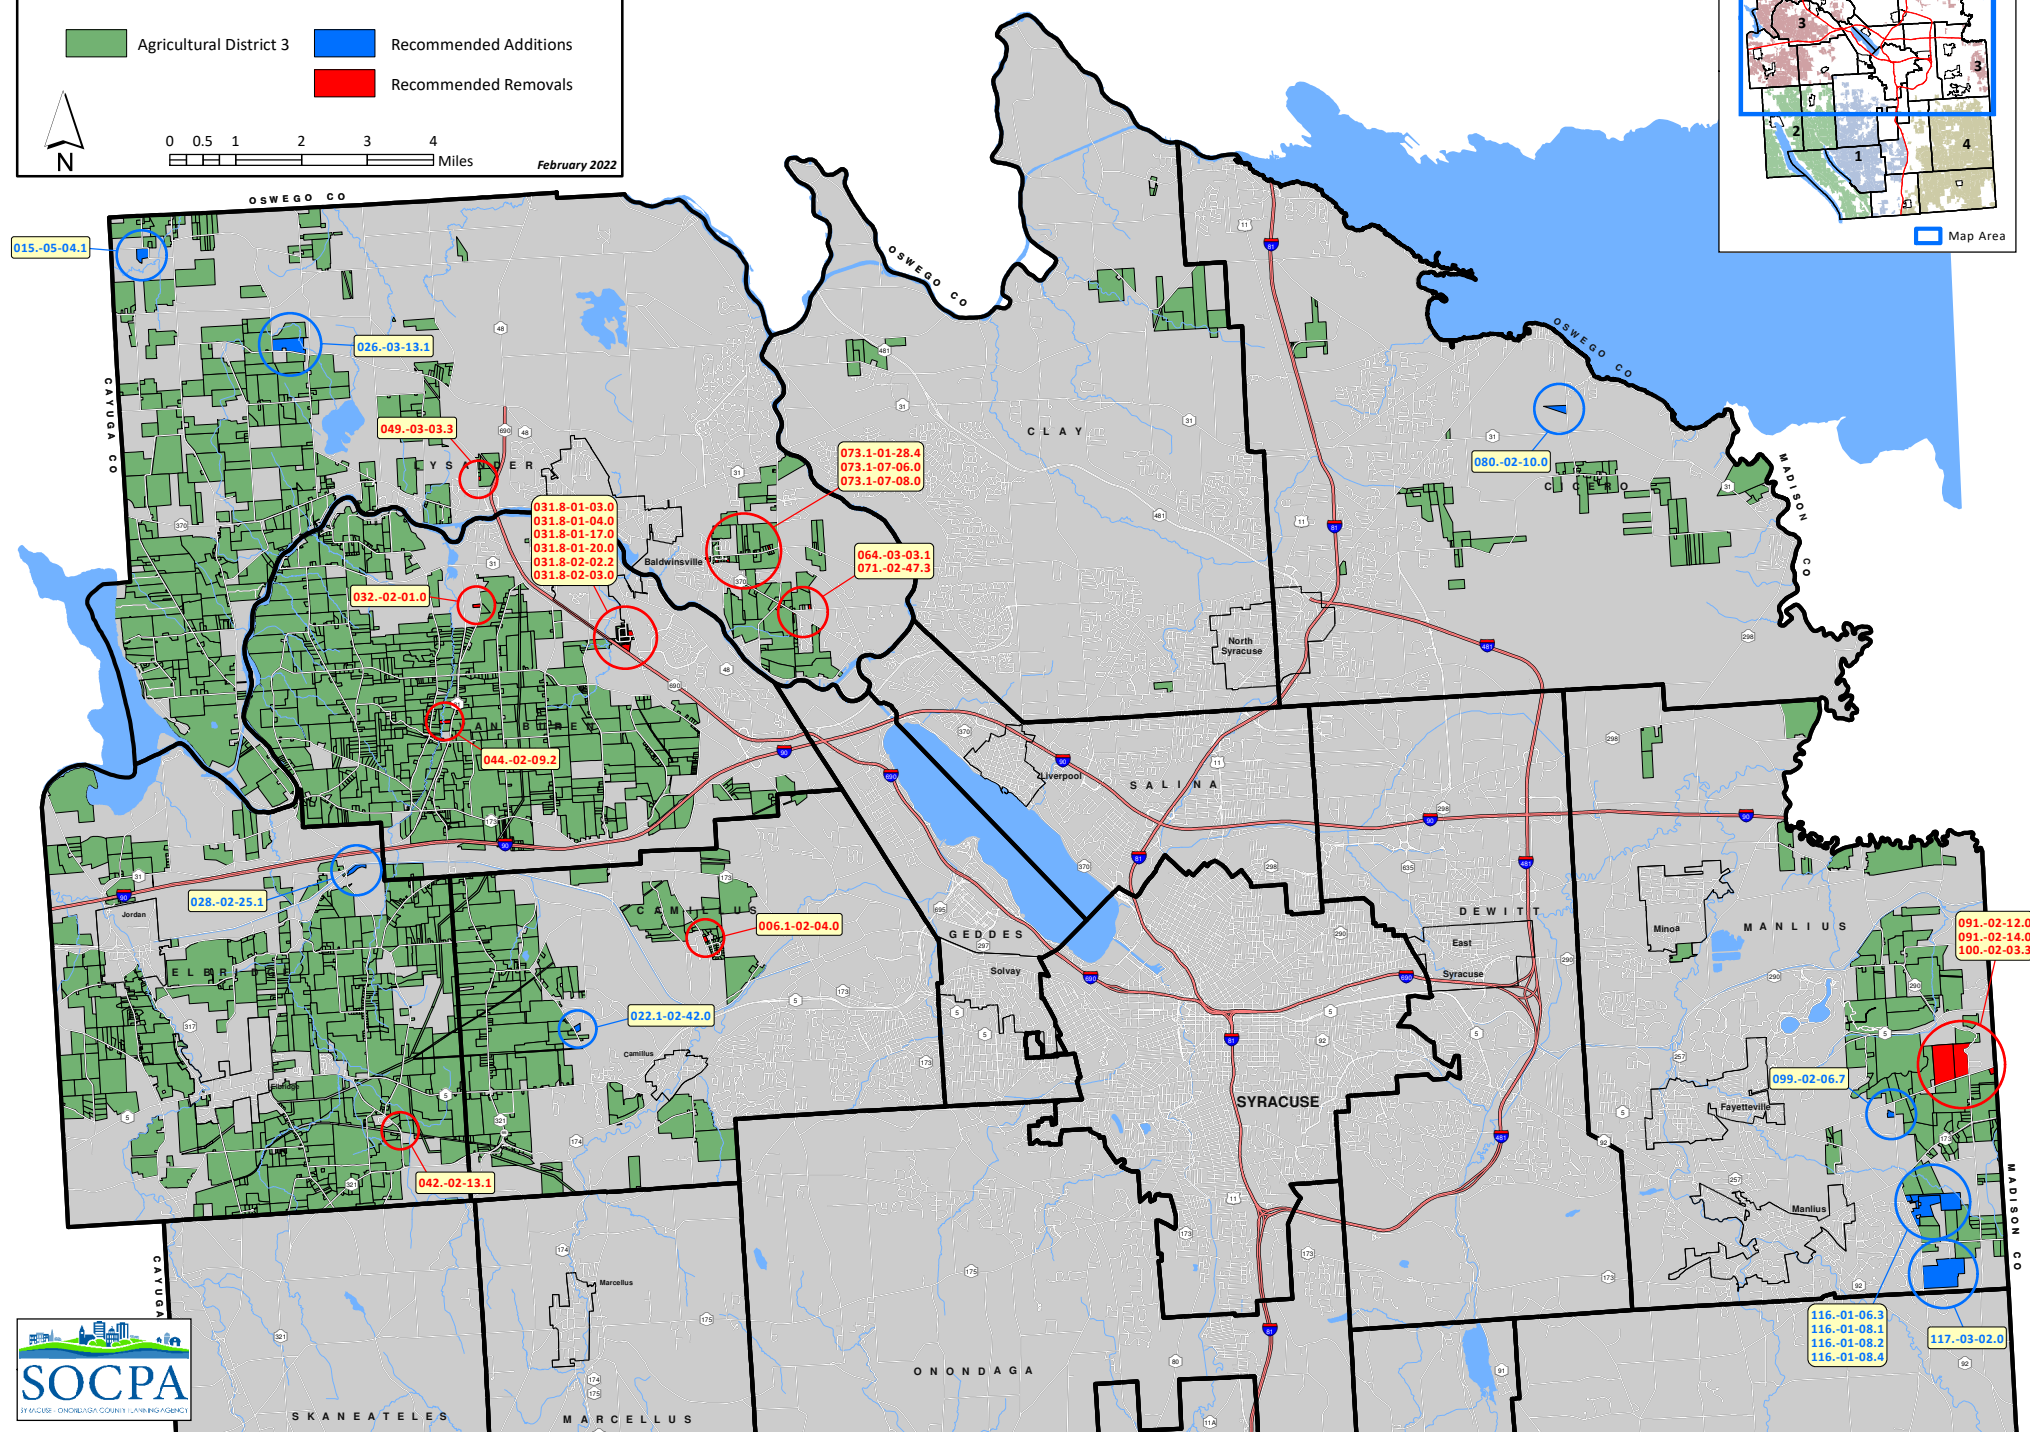 Agricultural District 3
Recommended Additions
Recommended Removals
N
0 0.5 1 2 3 4
Miles
February 2022
3
3
2
1
4
Map Area
OSWEGO CO
OSWEGO CO
OSWEGO CO
CAYUGA CO
CAYUGA
MADISON CO
MADISON CO
015.-05-04.1
026.-03-13.1
049.-03-03.3
LYSANDER
073.1-01-28.4
073.1-07-06.0
073.1-07-08.0
031.8-01-03.0
031.8-01-04.0
031.8-01-17.0
031.8-01-20.0
031.8-02-02.2
031.8-02-03.0
Baldwinsville
064.-03-03.1
071.-02-47.3
032.-02-01.0
044.-02-09.2
CLAY
080.-02-10.0
CICERO
North
Syracuse
Liverpool
SALINA
028.-02-25.1
Jordan
ELBRIDGE
Elbridge
CAMILLUS
006.1-02-04.0
022.1-02-42.0
Camillus
042.-02-13.1
GEDDES
Solvay
SYRACUSE
DEWITT
East
Syracuse
Minoa
MANLIUS
091.-02-12.0
091.-02-14.0
100.-02-03.3
099.-02-06.7
Fayetteville
Manlius
116.-01-06.3
116.-01-08.1
116.-01-08.2
116.-01-08.4
117.-03-02.0
Marcellus
ONONDAGA
SKANEATELES
MARCELLUS
SOCPA
SYRACUSE - ONONDAGA COUNTY PLANNING AGENCY